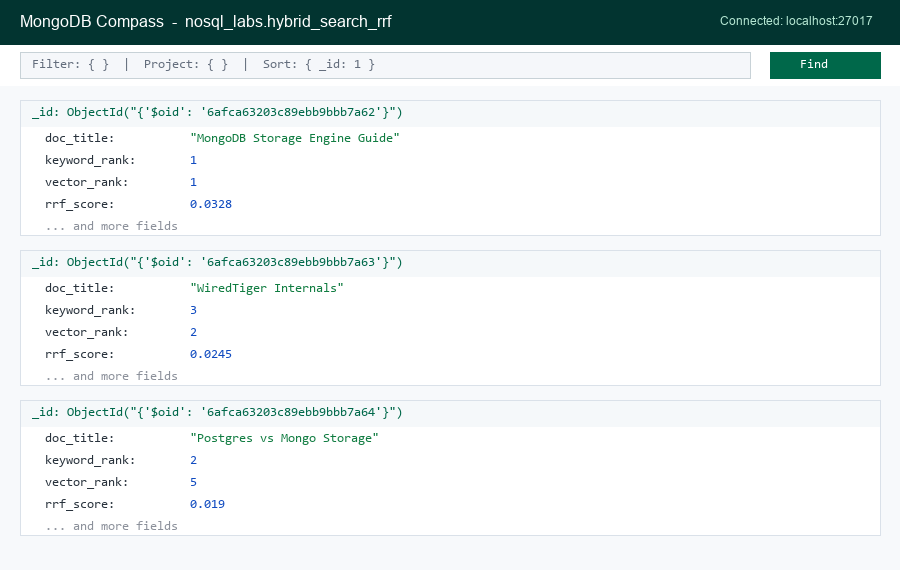 MongoDB Compass - nosql_labs.hybrid_search_rrf
Connected: localhost:27017
Filter: { } | Project: { } | Sort: { _id: 1 }
Find
_id: ObjectId("{'$oid': '6afca63203c89ebb9bbb7a62'}")
doc_title: "MongoDB Storage Engine Guide"
keyword_rank: 1
vector_rank: 1
rrf_score: 0.0328
... and more fields
_id: ObjectId("{'$oid': '6afca63203c89ebb9bbb7a63'}")
doc_title: "WiredTiger Internals"
keyword_rank: 3
vector_rank: 2
rrf_score: 0.0245
... and more fields
_id: ObjectId("{'$oid': '6afca63203c89ebb9bbb7a64'}")
doc_title: "Postgres vs Mongo Storage"
keyword_rank: 2
vector_rank: 5
rrf_score: 0.019
... and more fields